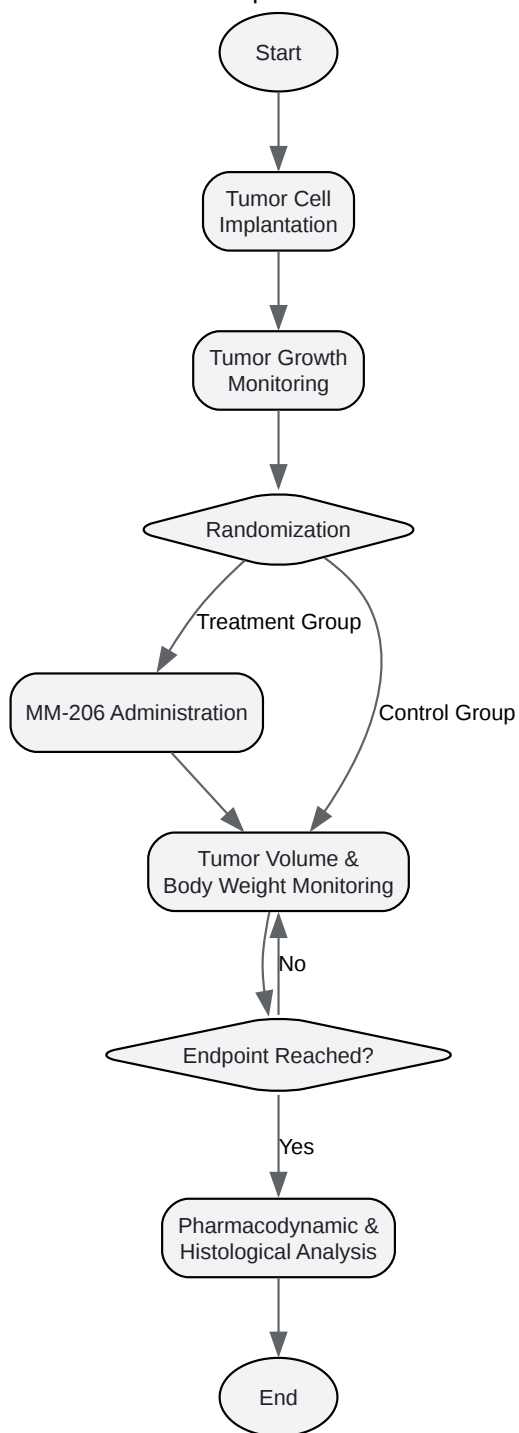 Start
Tumor Cell
Implantation
Tumor Growth
Monitoring
Randomization
Treatment Group
MM-206 Administration
Control Group
Tumor Volume &
Body Weight Monitoring
No
Endpoint Reached?
Yes
Pharmacodynamic &
Histological Analysis
End